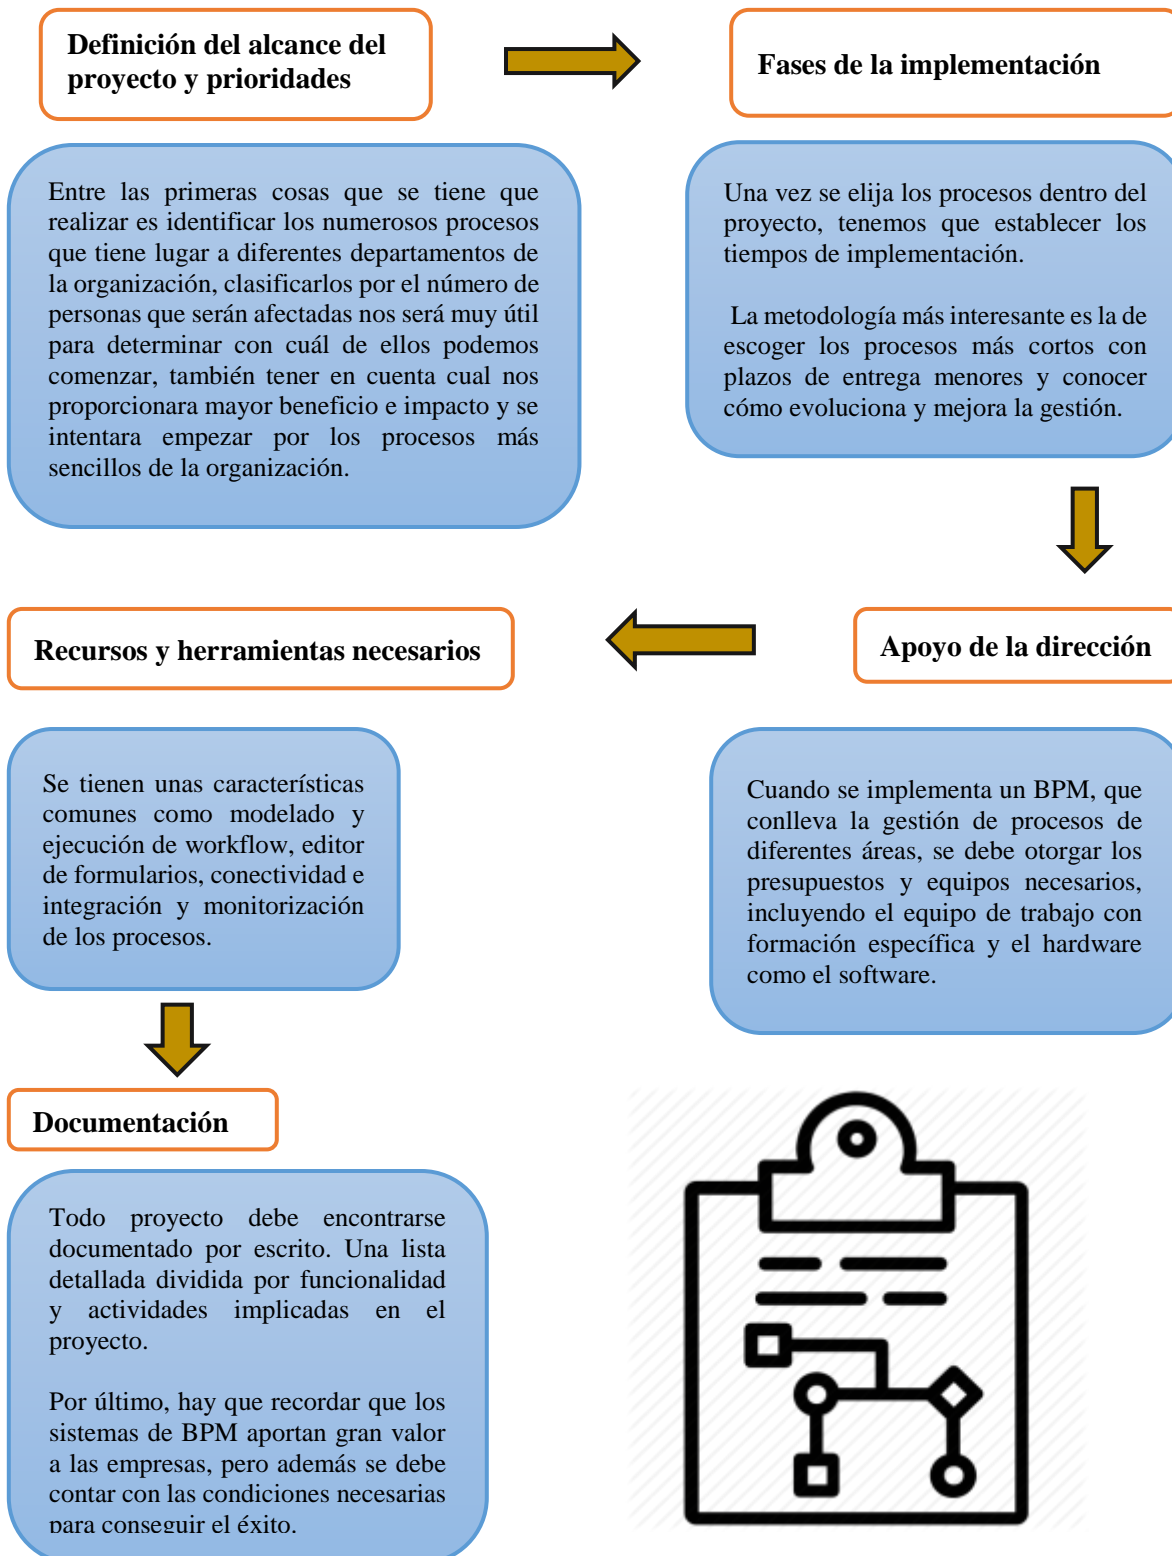 Definición del alcance del
proyecto y prioridades
Entre las primeras cosas que se tiene que
realizar es identificar los numerosos procesos
que tiene lugar a diferentes departamentos de
la organización, clasificarlos por el número de
personas que serán afectadas nos será muy útil
para determinar con cuál de ellos podemos
comenzar, también tener en cuenta cual nos
proporcionara mayor beneficio e impacto y se
intentara empezar por los procesos más
sencillos de la organización.
Fases de la implementación
Una vez se elija los procesos dentro del
proyecto, tenemos que establecer los
tiempos de implementación.
La metodología más interesante es la de
escoger los procesos más cortos con
plazos de entrega menores y conocer
cómo evoluciona y mejora la gestión.
Apoyo de la dirección
Cuando se implementa un BPM, que
conlleva la gestión de procesos de
diferentes áreas, se debe otorgar los
presupuestos y equipos necesarios,
incluyendo el equipo de trabajo con
formación específica y el hardware
como el software.
Recursos y herramientas necesarios
Se tienen unas características
comunes como modelado y
ejecución de workflow, editor
de formularios, conectividad e
integración y monitorización
de los procesos.
Documentación
Todo proyecto debe encontrarse
documentado por escrito. Una lista
detallada dividida por funcionalidad
y actividades implicadas en el
proyecto.
Por último, hay que recordar que los
sistemas de BPM aportan gran valor
a las empresas, pero además se debe
contar con las condiciones necesarias
para conseguir el éxito.